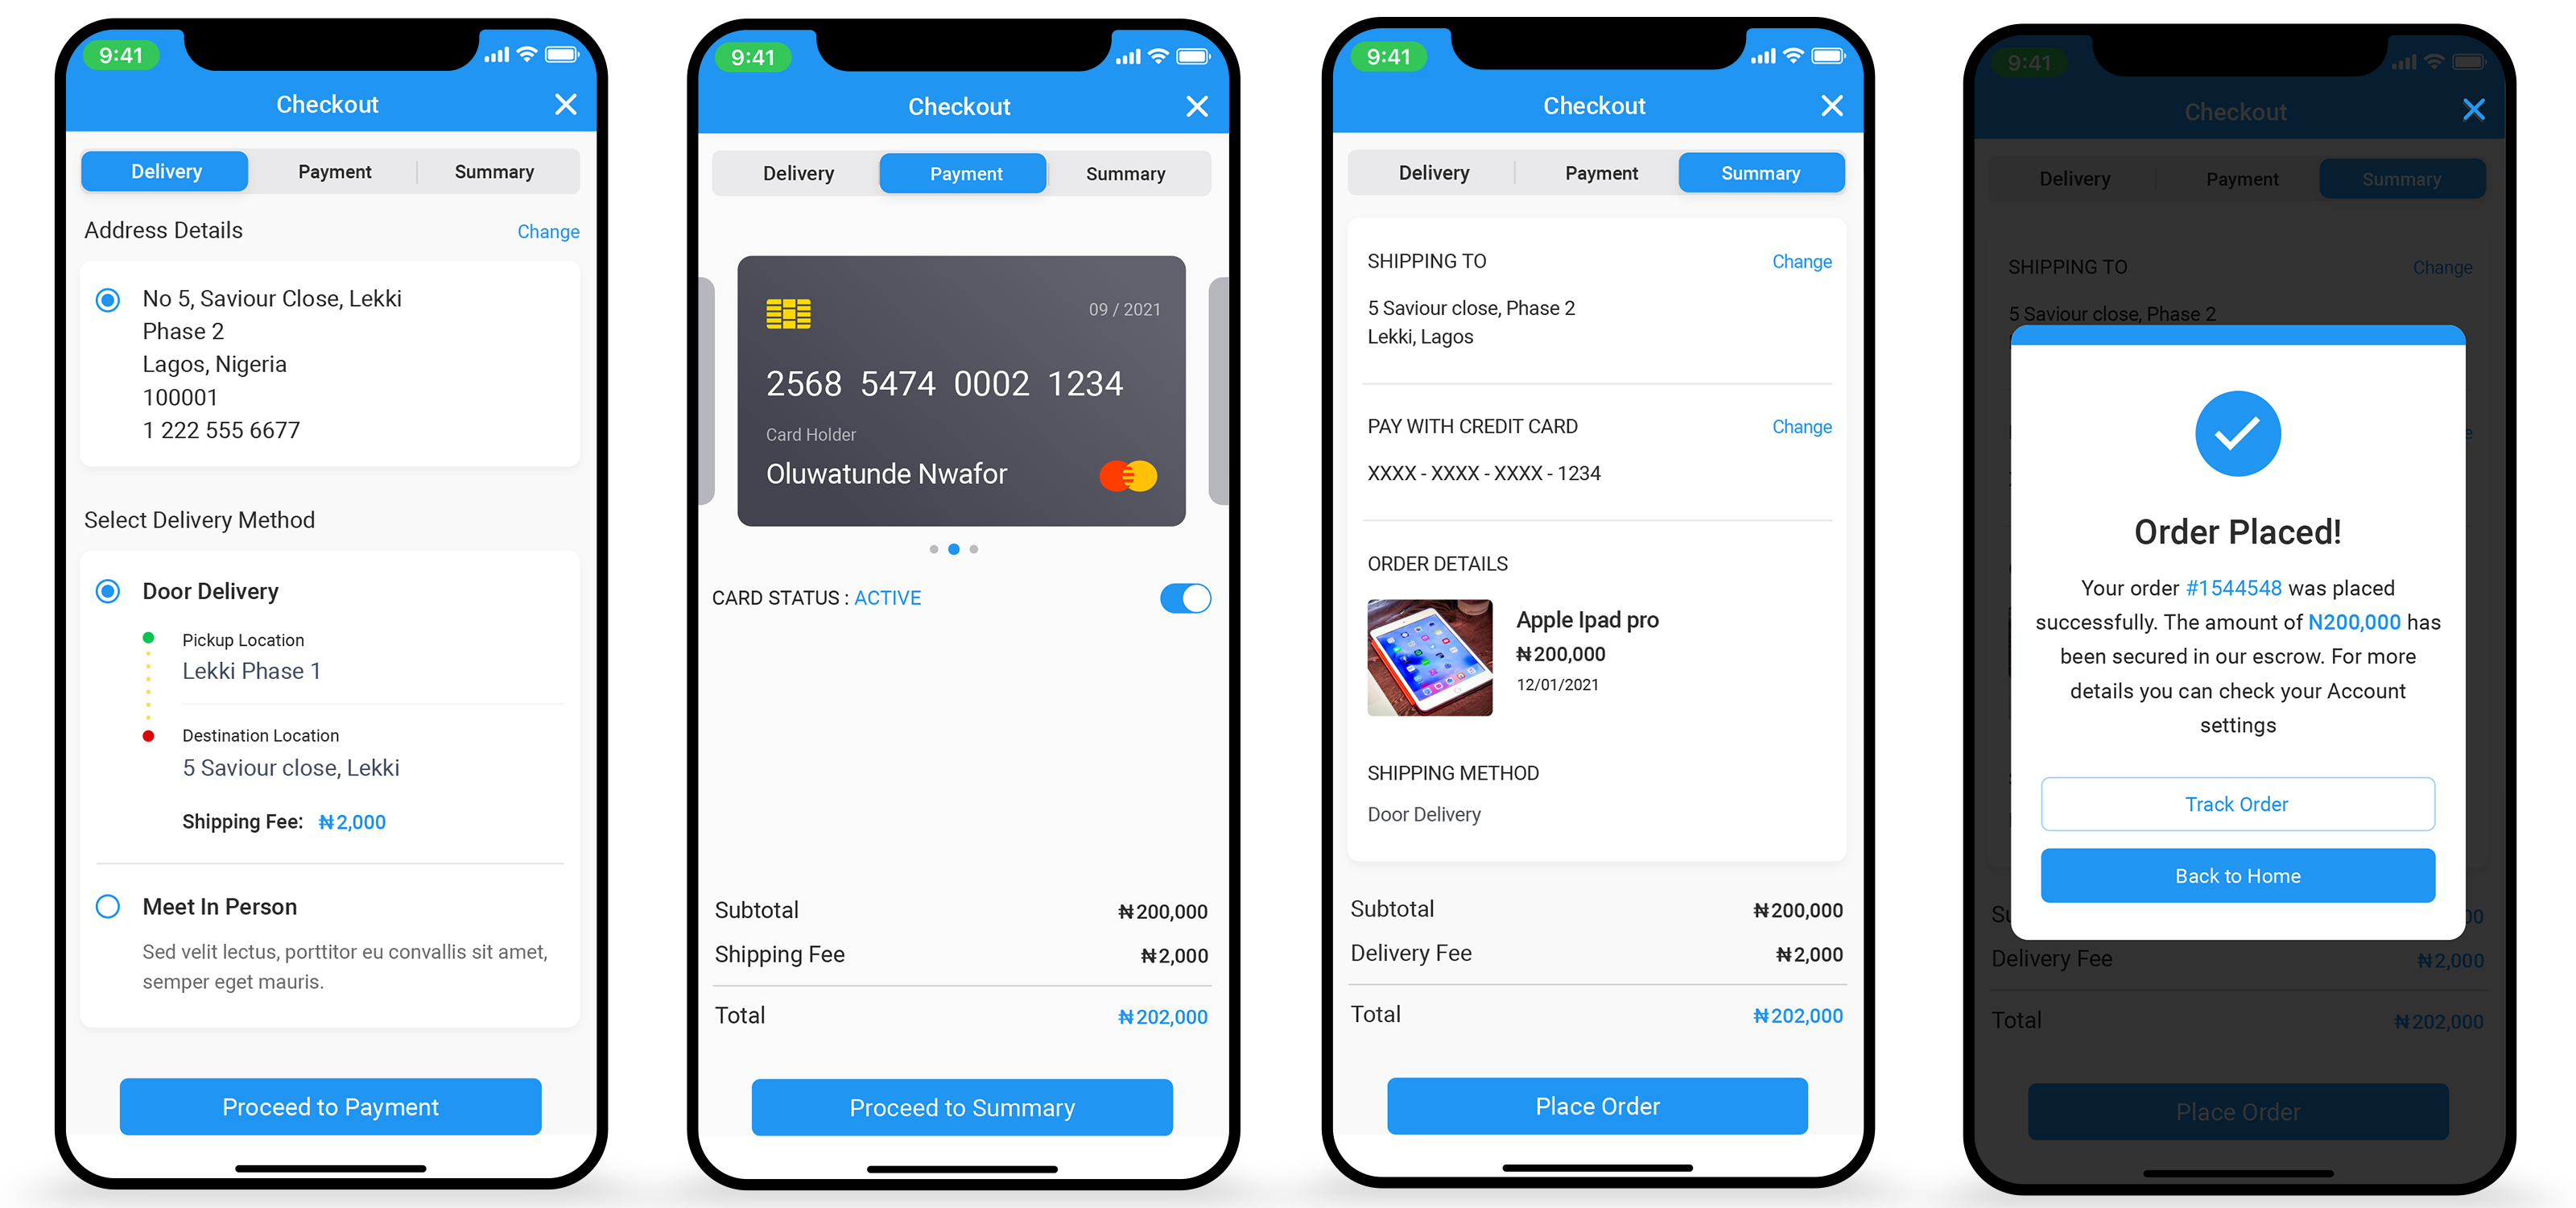 9:41
Checkout
Delivery
Payment
Summary
Address Details
Change
No 5, Saviour Close, Lekki
Phase 2
Lagos, Nigeria
100001
1 222 555 6677
Select Delivery Method
Door Delivery
Pickup Location
Lekki Phase 1
Destination Location
5 Saviour close, Lekki
Shipping Fee: ₦2,000
Meet In Person
Sed velit lectus, porttitor eu convallis sit amet,
semper eget mauris.
Proceed to Payment
9:41
Checkout
Delivery
Payment
Summary
09 / 2021
2568 5474 0002 1234
Card Holder
Oluwatunde Nwafor
CARD STATUS : ACTIVE
Subtotal ₦200,000
Shipping Fee ₦2,000
Total ₦202,000
Proceed to Summary
9:41
Checkout
Delivery
Payment
Summary
SHIPPING TO
Change
5 Saviour close, Phase 2
Lekki, Lagos
PAY WITH CREDIT CARD
Change
XXXX - XXXX - XXXX - 1234
ORDER DETAILS
Apple Ipad pro
₦200,000
12/01/2021
SHIPPING METHOD
Door Delivery
Subtotal ₦200,000
Delivery Fee ₦2,000
Total ₦202,000
Place Order
9:41
Checkout
Delivery
Payment
Summary
SHIPPING TO
Change
5 Saviour close, Phase 2
Order Placed!
Your order #1544548 was placed
successfully. The amount of N200,000 has
been secured in our escrow. For more
details you can check your Account
settings
Track Order
Back to Home
Delivery Fee ₦2,000
Total ₦202,000
Place Order